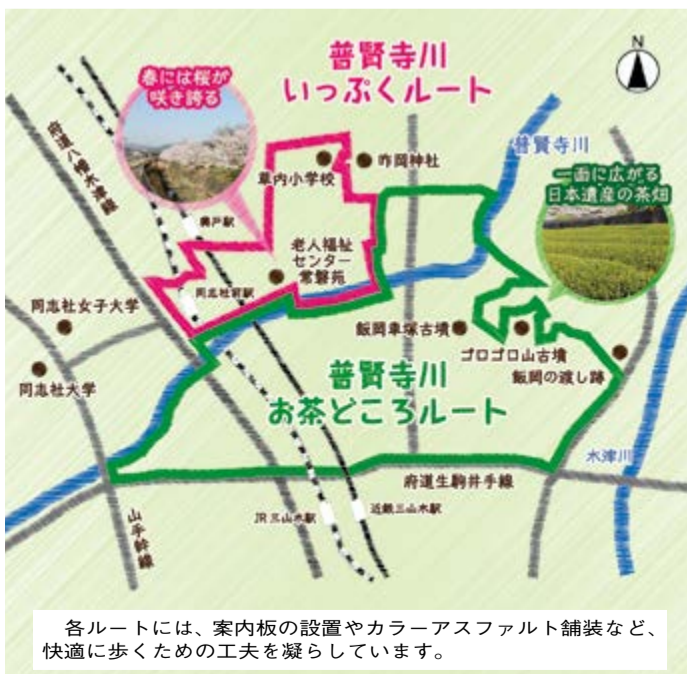 普賢寺川
いっぷくルート
N
春には桜が
咲き誇る
府道八幡木津線
草内小学校
咋岡神社
普賢寺川
一面に広がる
日本遺産の茶畑
興戸駅
老人福祉
センター
常磐苑
同志社前駅
同志社女子大学
同志社大学
飯岡車塚古墳
ゴロゴロ山古墳
飯岡の渡し跡
普賢寺川
お茶どころルート
木津川
府道生駒井手線
山手幹線
JR三山木駅
近鉄三山木駅
各ルートには、案内板の設置やカラーアスファルト舗装など、
快適に歩くための工夫を凝らしています。